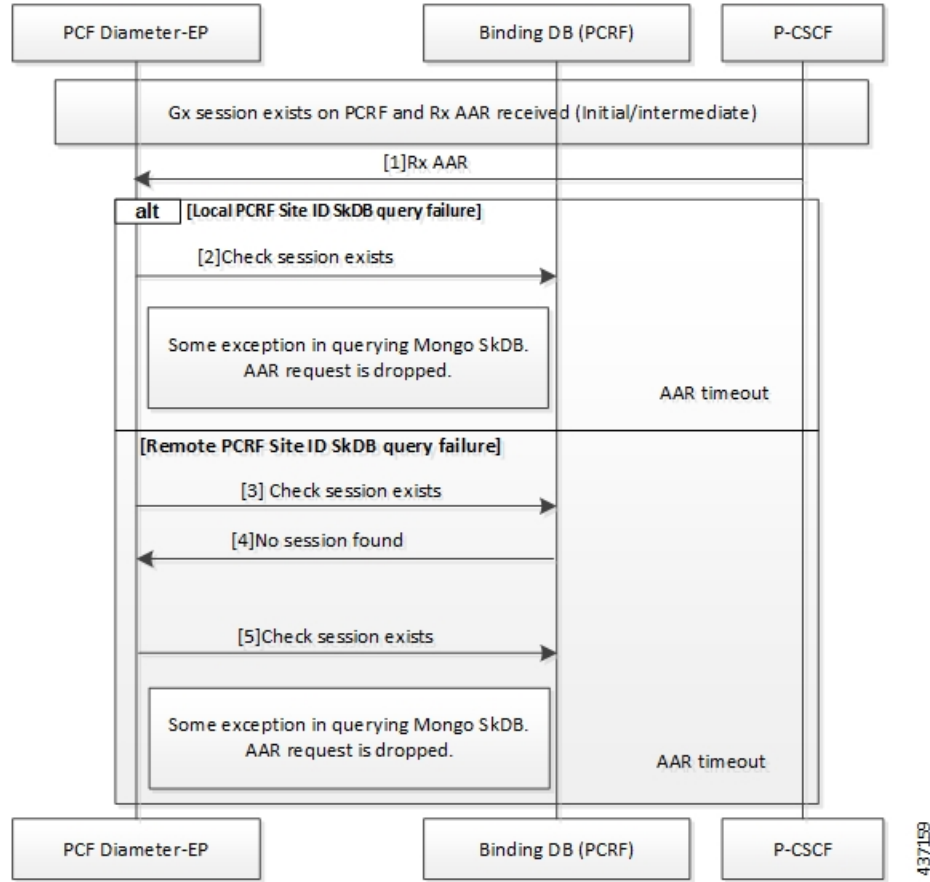 PCF Diameter-EP
Binding DB (PCRF)
P-CSCF
Gx session exists on PCRF and Rx AAR received (Initial/intermediate)
[1]Rx AAR
alt [Local PCRF Site ID SkDB query failure]
[2]Check session exists
Some exception in querying Mongo SkDB.
AAR request is dropped.
AAR timeout
[Remote PCRF Site ID SkDB query failure]
[3] Check session exists
[4]No session found
[5]Check session exists
Some exception in querying Mongo SkDB.
AAR request is dropped.
AAR timeout
PCF Diameter-EP
Binding DB (PCRF)
P-CSCF
437159